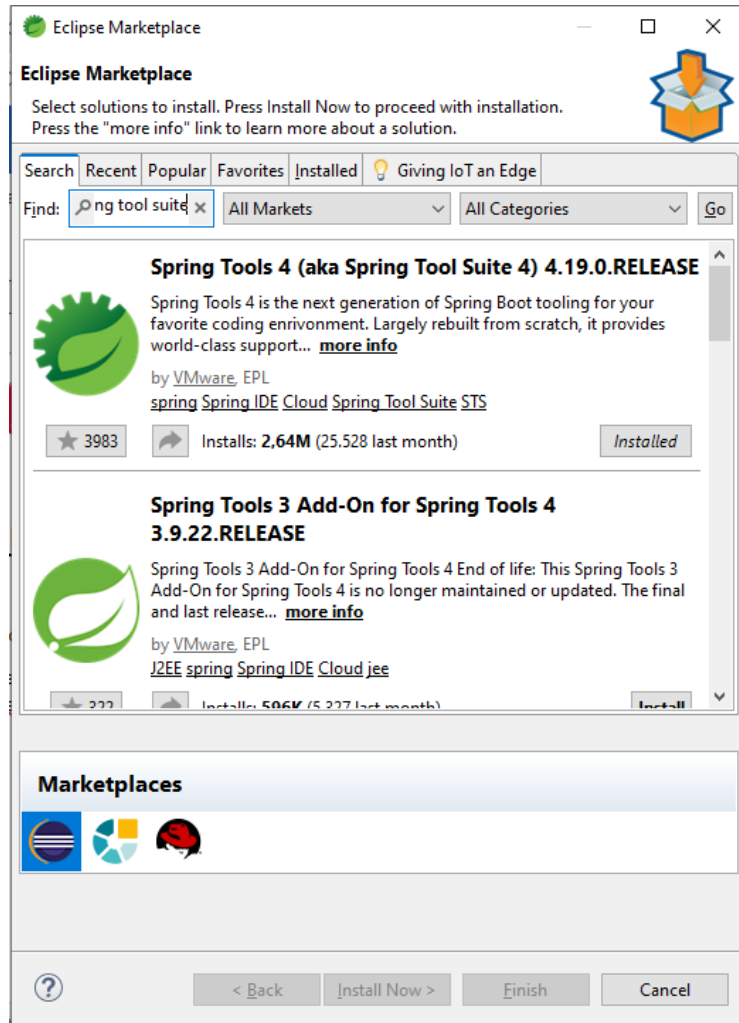 Eclipse Marketplace
Eclipse Marketplace
Select solutions to install. Press Install Now to proceed with installation.
Press the "more info" link to learn more about a solution.
Search Recent Popular Favorites Installed Giving IoT an Edge
Find: ng tool suite All Markets All Categories Go
Spring Tools 4 (aka Spring Tool Suite 4) 4.19.0.RELEASE
Spring Tools 4 is the next generation of Spring Boot tooling for your
favorite coding enrivonment. Largely rebuilt from scratch, it provides
world-class support... more info
by VMware, EPL
spring Spring IDE Cloud Spring Tool Suite STS
3983 Installs: 2,64M (25.528 last month) Installed
Spring Tools 3 Add-On for Spring Tools 4
3.9.22.RELEASE
Spring Tools 3 Add-On for Spring Tools 4 End of life: This Spring Tools 3
Add-On for Spring Tools 4 is no longer maintained or updated. The final
and last release... more info
by VMware, EPL
J2EE spring Spring IDE Cloud jee
322 Installs: 596K (5.327 last month) Install
Marketplaces
? < Back Install Now > Finish Cancel